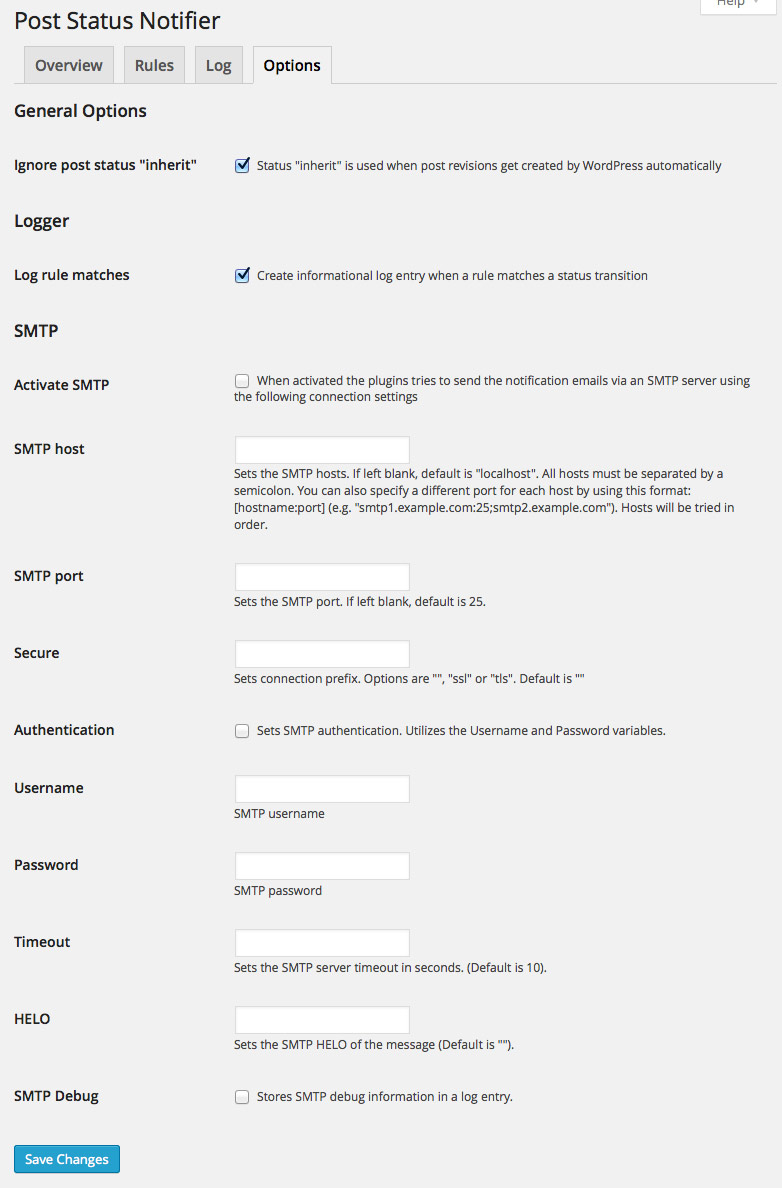 Help
Post Status Notifier
Overview Rules Log Options
General Options
Ignore post status "inherit" Status "inherit" is used when post revisions get created by WordPress automatically
Logger
Log rule matches Create informational log entry when a rule matches a status transition
SMTP
Activate SMTP When activated the plugins tries to send the notification emails via an SMTP server using
the following connection settings
SMTP host
Sets the SMTP hosts. If left blank, default is "localhost". All hosts must be separated by a
semicolon. You can also specify a different port for each host by using this format:
[hostname:port] (e.g. "smtp1.example.com:25;smtp2.example.com"). Hosts will be tried in
order.
SMTP port
Sets the SMTP port. If left blank, default is 25.
Secure
Sets connection prefix. Options are "", "ssl" or "tls". Default is ""
Authentication Sets SMTP authentication. Utilizes the Username and Password variables.
Username
SMTP username
Password
SMTP password
Timeout
Sets the SMTP server timeout in seconds. (Default is 10).
HELO
Sets the SMTP HELO of the message (Default is "").
SMTP Debug Stores SMTP debug information in a log entry.
Save Changes